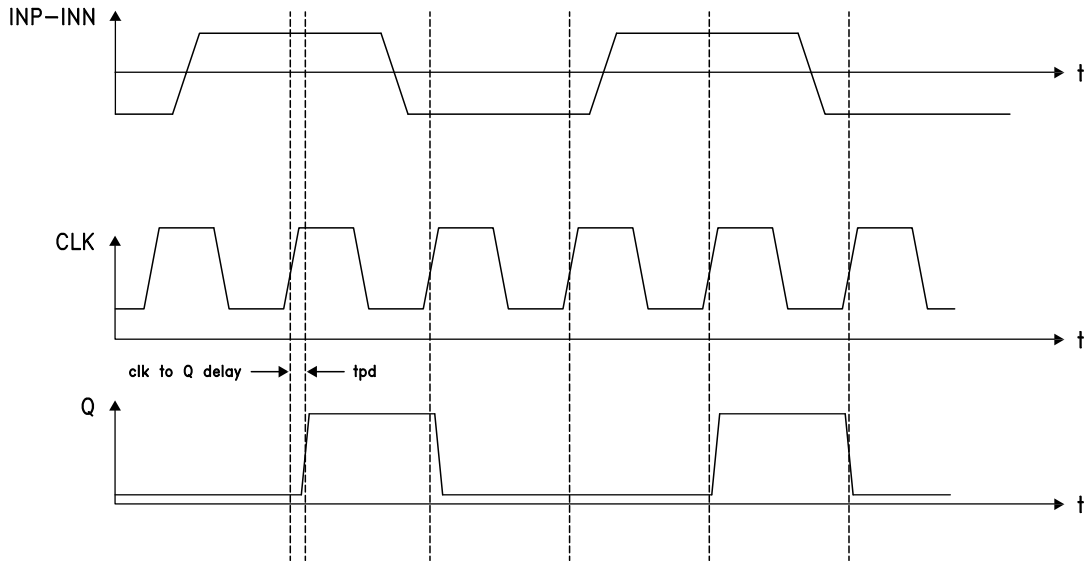 INP-INN
t
CLK
t
clk to Q delay
tpd
Q
t